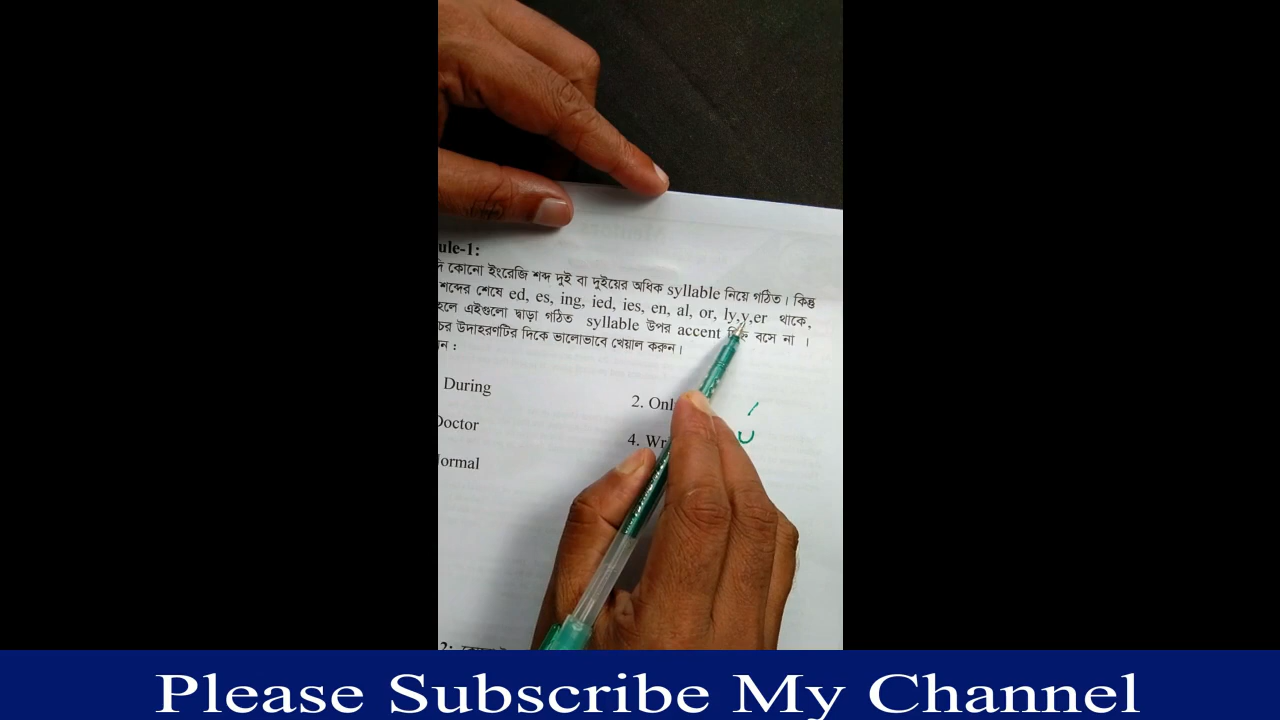 ule-1:
দি কোনো ইংরেজি শব্দ দুই বা দুইয়ের অধিক syllable নিয়ে গঠিত। কিন্তু
শব্দের শেষে ed, es, ing, ied, ies, en, al, or, ly,y,er থাকে,
হলে এইগুলো দ্বাড়া গঠিত syllable উপর accent চিহ্ন বসে না ।
চের উদাহরণটির দিকে ভালোভাবে খেয়াল করুন।
ন :
During
2. Onl
Doctor
4. Wr
ormal
2:
Please Subscribe My Channel